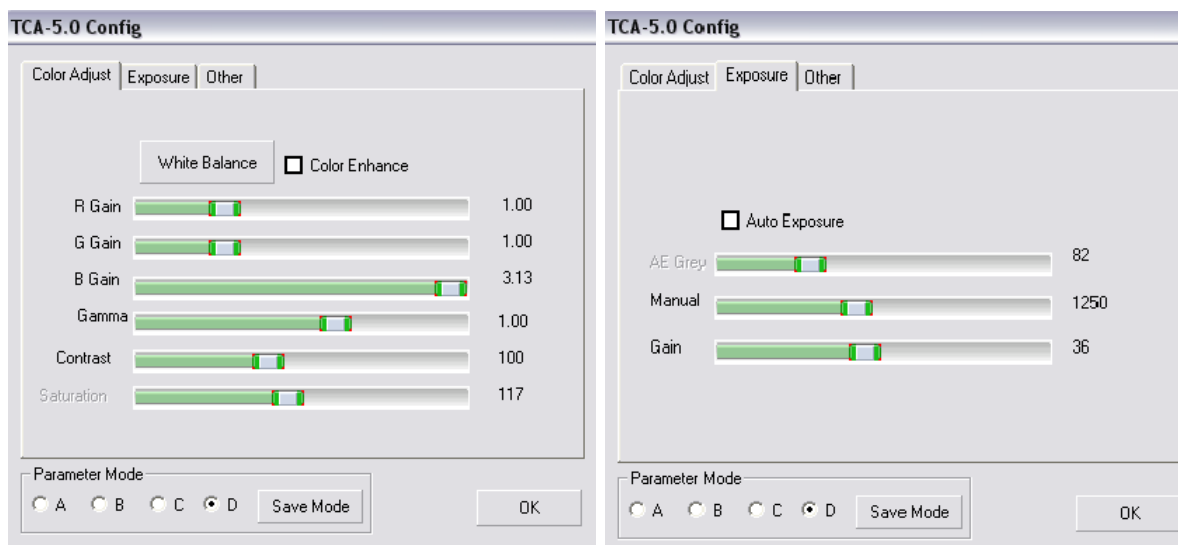 TCA-5.0 Config
Color Adjust Exposure Other
White Balance Color Enhance
R Gain 1.00
G Gain 1.00
B Gain 3.13
Gamma 1.00
Contrast 100
Saturation 117
Parameter Mode
A B C D Save Mode OK
TCA-5.0 Config
Color Adjust Exposure Other
Auto Exposure
AE Grey 82
Manual 1250
Gain 36
Parameter Mode
A B C D Save Mode OK